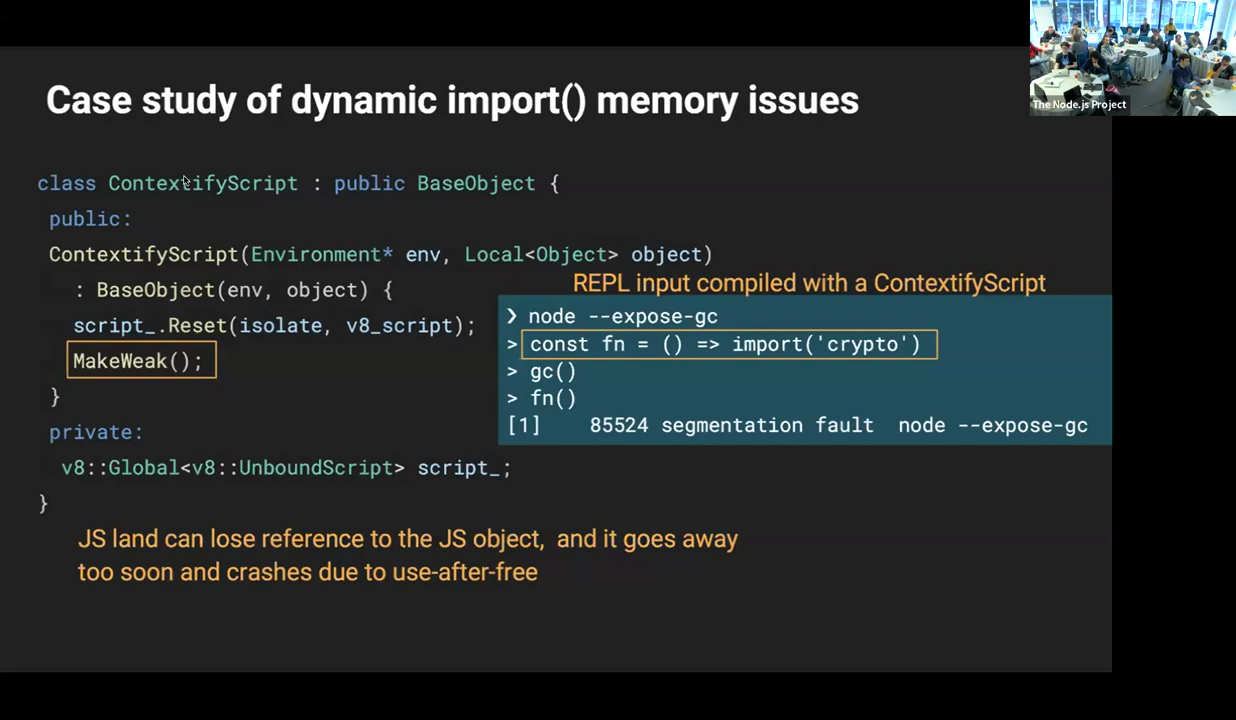 Case study of dynamic import() memory issues
The Node.js Project
class ContextifyScript : public BaseObject {
public:
ContextifyScript(Environment* env, Local<Object> object)
: BaseObject(env, object) {
script_.Reset(isolate, v8_script);
MakeWeak();
}
private:
v8::Global<v8::UnboundScript> script_;
}
REPL input compiled with a ContextifyScript
❯ node --expose-gc
> const fn = () => import('crypto')
> gc()
> fn()
[1] 85524 segmentation fault node --expose-gc
JS land can lose reference to the JS object, and it goes away
too soon and crashes due to use-after-free